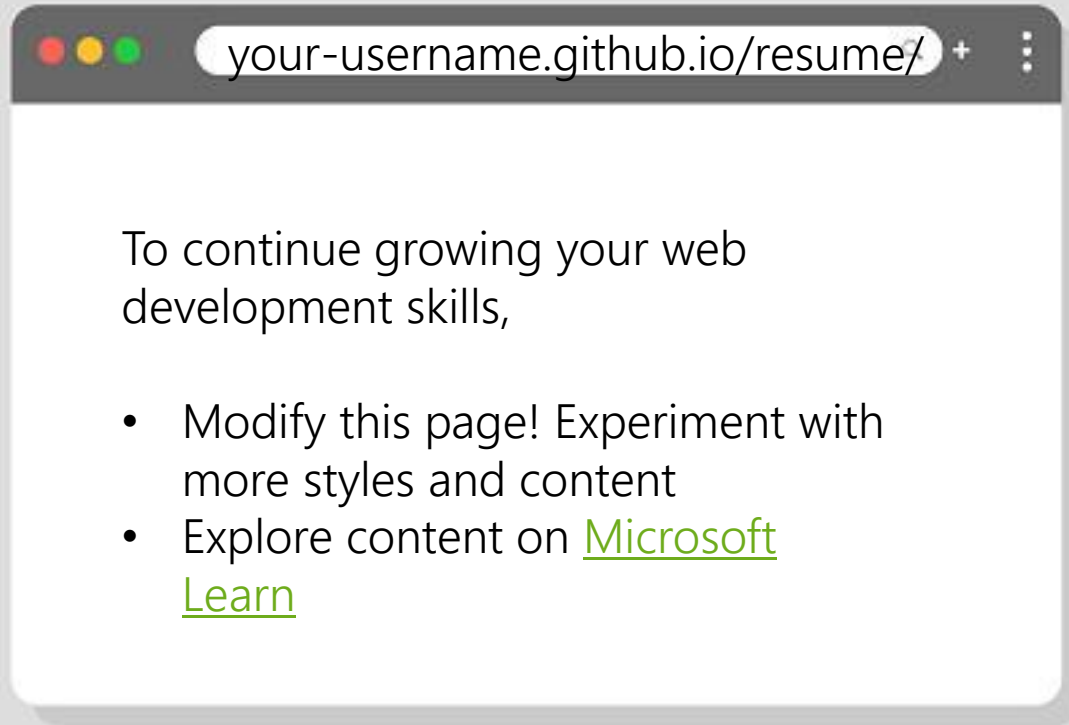 your-username.github.io/resume/
To continue growing your web
development skills,
• Modify this page! Experiment with
more styles and content
• Explore content on Microsoft
Learn